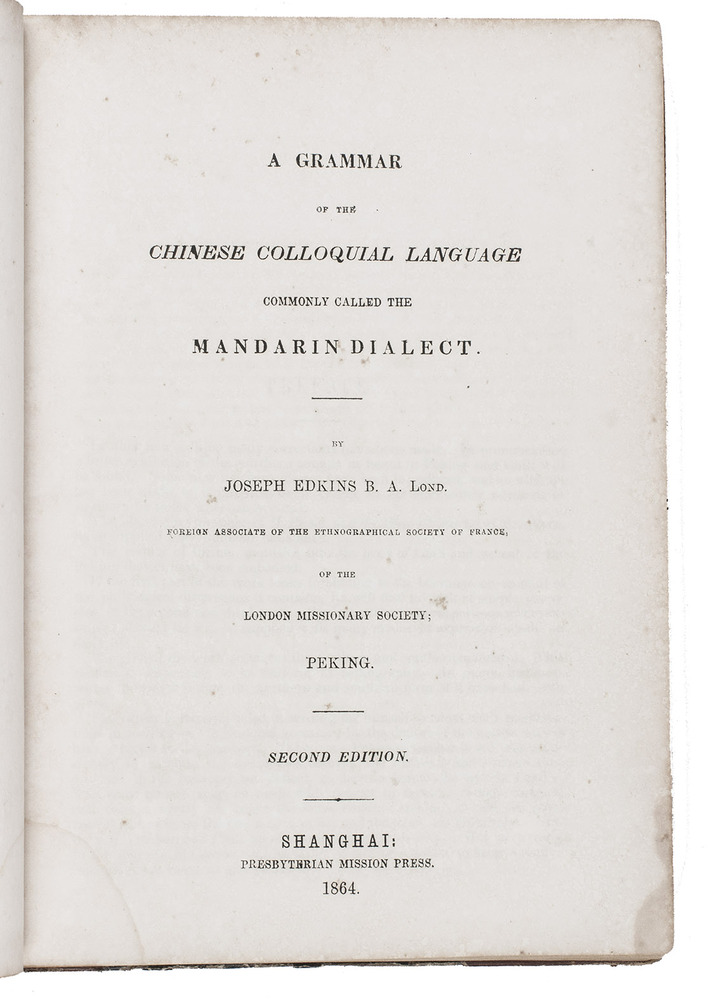 A GRAMMAR
OF THE
CHINESE COLLOQUIAL LANGUAGE
COMMONLY CALLED THE
MANDARIN DIALECT.
BY
JOSEPH EDKINS B. A. LOND.
FOREIGN ASSOCIATE OF THE ETHNOGRAPHICAL SOCIETY OF FRANCE;
OF THE
LONDON MISSIONARY SOCIETY;
PEKING.
SECOND EDITION.
SHANGHAI:
PRESBYTERIAN MISSION PRESS.
1864.